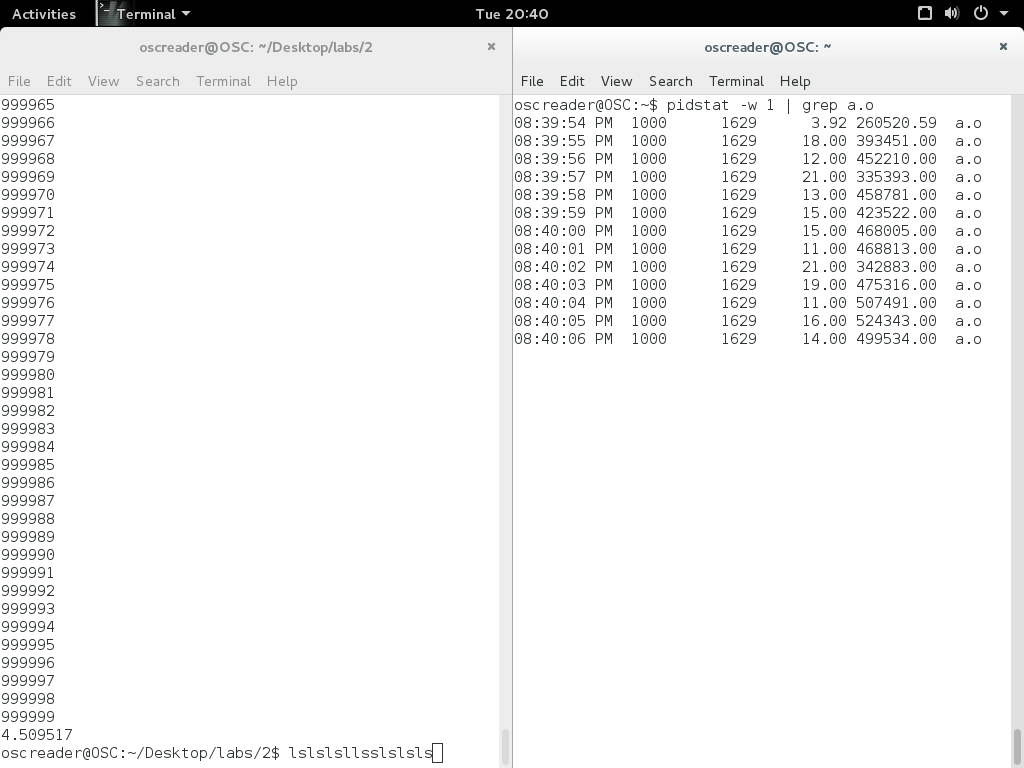 Activities Terminal Tue 20:40
oscreader@OSC: ~/Desktop/labs/2
File Edit View Search Terminal Help
999965
999966
999967
999968
999969
999970
999971
999972
999973
999974
999975
999976
999977
999978
999979
999980
999981
999982
999983
999984
999985
999986
999987
999988
999989
999990
999991
999992
999993
999994
999995
999996
999997
999998
999999
4.509517
oscreader@OSC:~/Desktop/labs/2$ lslslsllsslslsls
oscreader@OSC: ~
File Edit View Search Terminal Help
oscreader@OSC:~$ pidstat -w 1 | grep a.o
08:39:54 PM 1000 1629 3.92 260520.59 a.o
08:39:55 PM 1000 1629 18.00 393451.00 a.o
08:39:56 PM 1000 1629 12.00 452210.00 a.o
08:39:57 PM 1000 1629 21.00 335393.00 a.o
08:39:58 PM 1000 1629 13.00 458781.00 a.o
08:39:59 PM 1000 1629 15.00 423522.00 a.o
08:40:00 PM 1000 1629 15.00 468005.00 a.o
08:40:01 PM 1000 1629 11.00 468813.00 a.o
08:40:02 PM 1000 1629 21.00 342883.00 a.o
08:40:03 PM 1000 1629 19.00 475316.00 a.o
08:40:04 PM 1000 1629 11.00 507491.00 a.o
08:40:05 PM 1000 1629 16.00 524343.00 a.o
08:40:06 PM 1000 1629 14.00 499534.00 a.o